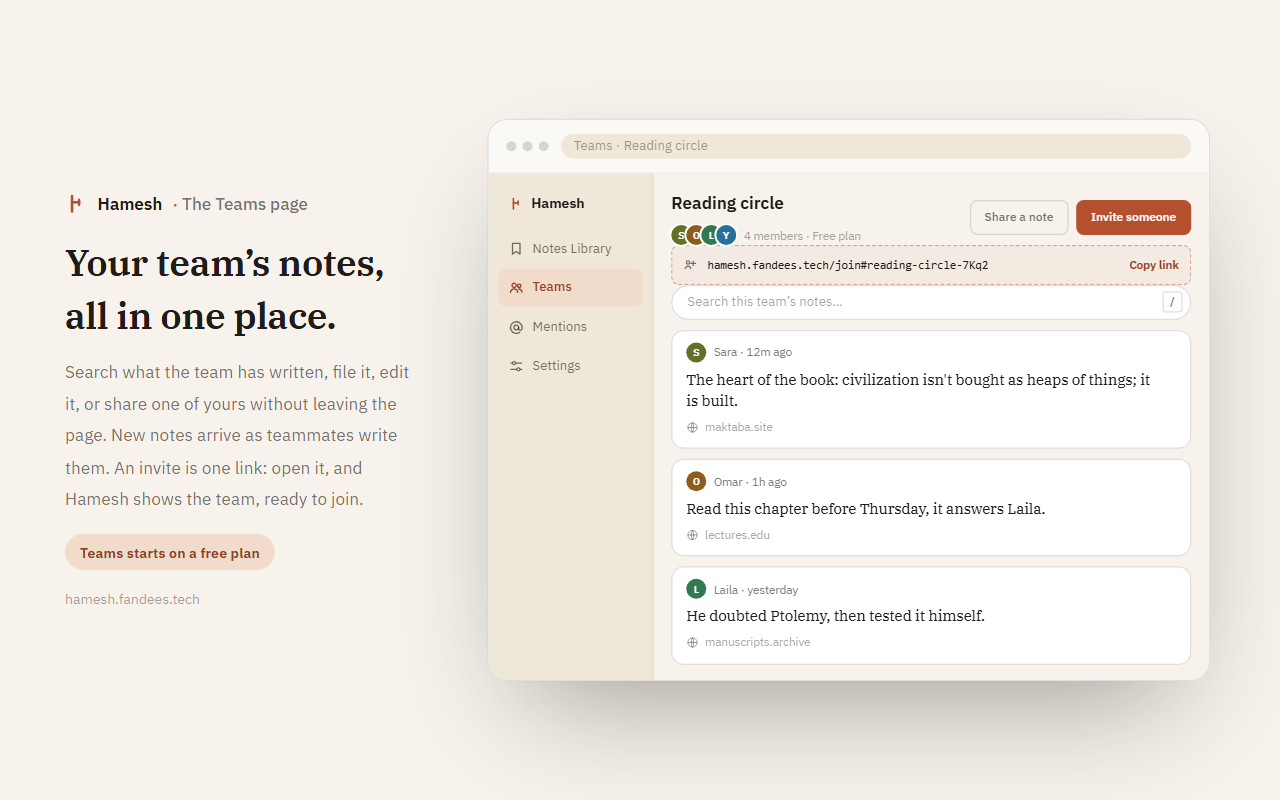 Hamesh · The Teams page
Your team’s notes,
all in one place.
Search what the team has written, file it, edit
it, or share one of yours without leaving the
page. New notes arrive as teammates write
them. An invite is one link: open it, and
Hamesh shows the team, ready to join.
Teams starts on a free plan
hamesh.fandees.tech
Teams · Reading circle
Hamesh
Notes Library
Teams
Mentions
Settings
Reading circle
S O L Y 4 members · Free plan
Share a note
Invite someone
hamesh.fandees.tech/join#reading-circle-7Kq2 Copy link
Search this team’s notes… /
S Sara · 12m ago
The heart of the book: civilization isn't bought as heaps of things; it
is built.
maktaba.site
O Omar · 1h ago
Read this chapter before Thursday, it answers Laila.
lectures.edu
L Laila · yesterday
He doubted Ptolemy, then tested it himself.
manuscripts.archive